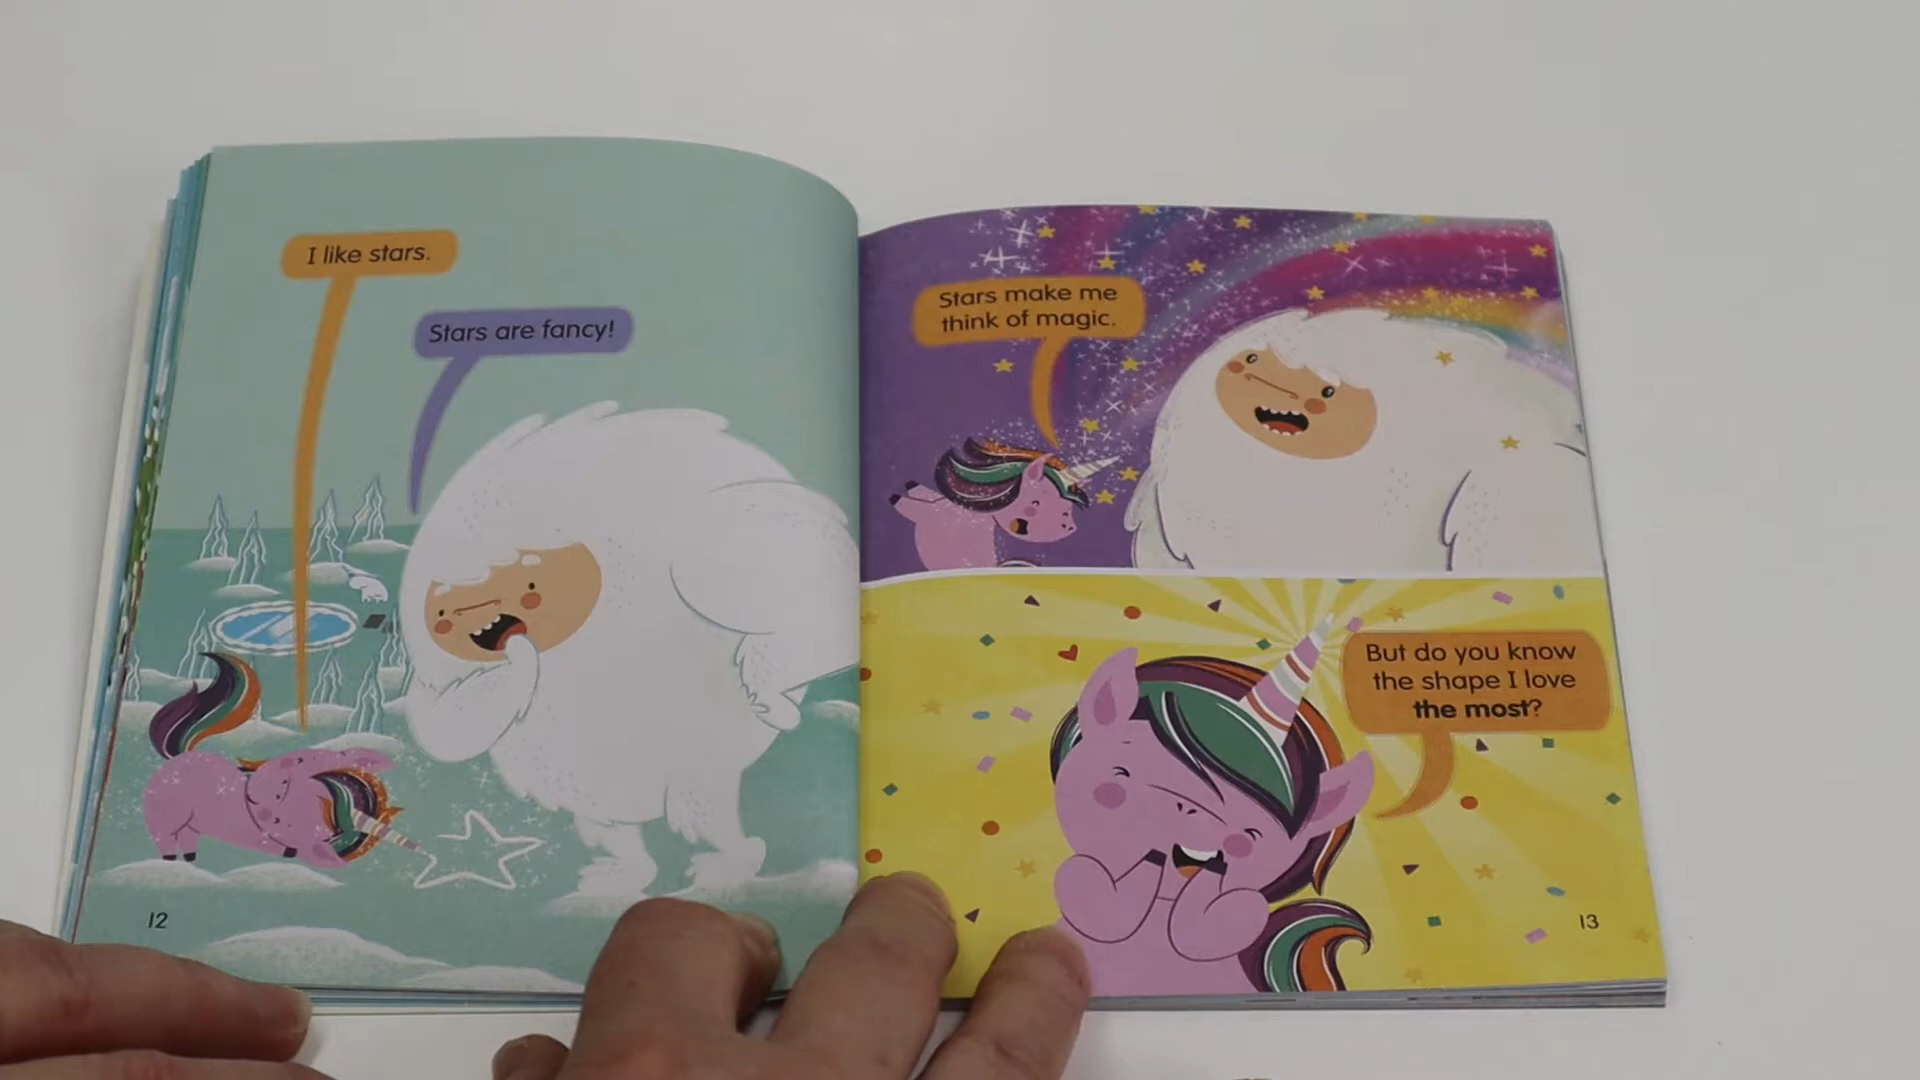 I like stars.
Stars are fancy!
12
Stars make me
think of magic.
But do you know
the shape I love
the most?
13